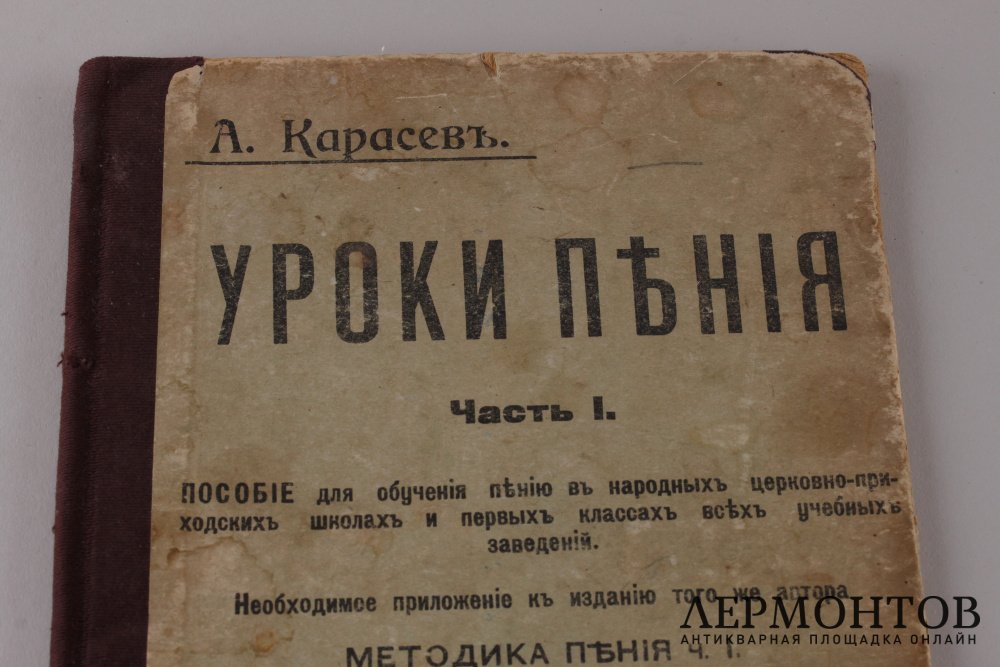 А. Карасевъ.
УРОКИ ПѢНІЯ
Часть I.
ПОСОБІЕ для обученія пѣнію въ народныхъ церковно-при-
ходскихъ школахъ и первыхъ классахъ всѣхъ учебныхъ
заведеній.
Необходимое приложеніе къ изданію того же автора
МЕТОДИКА ПѢНІЯ Ч. I.
ЛЕРМОНТОВ
АНТИКВАРНАЯ ПЛОЩАДКА ОНЛАЙН